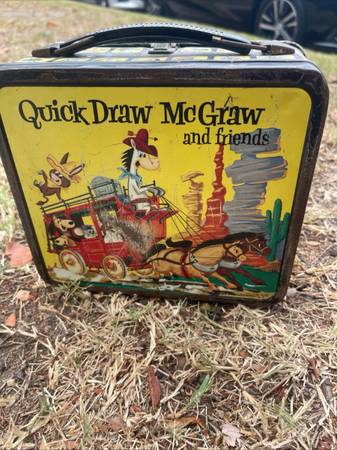 Quick Draw McGraw
and friends